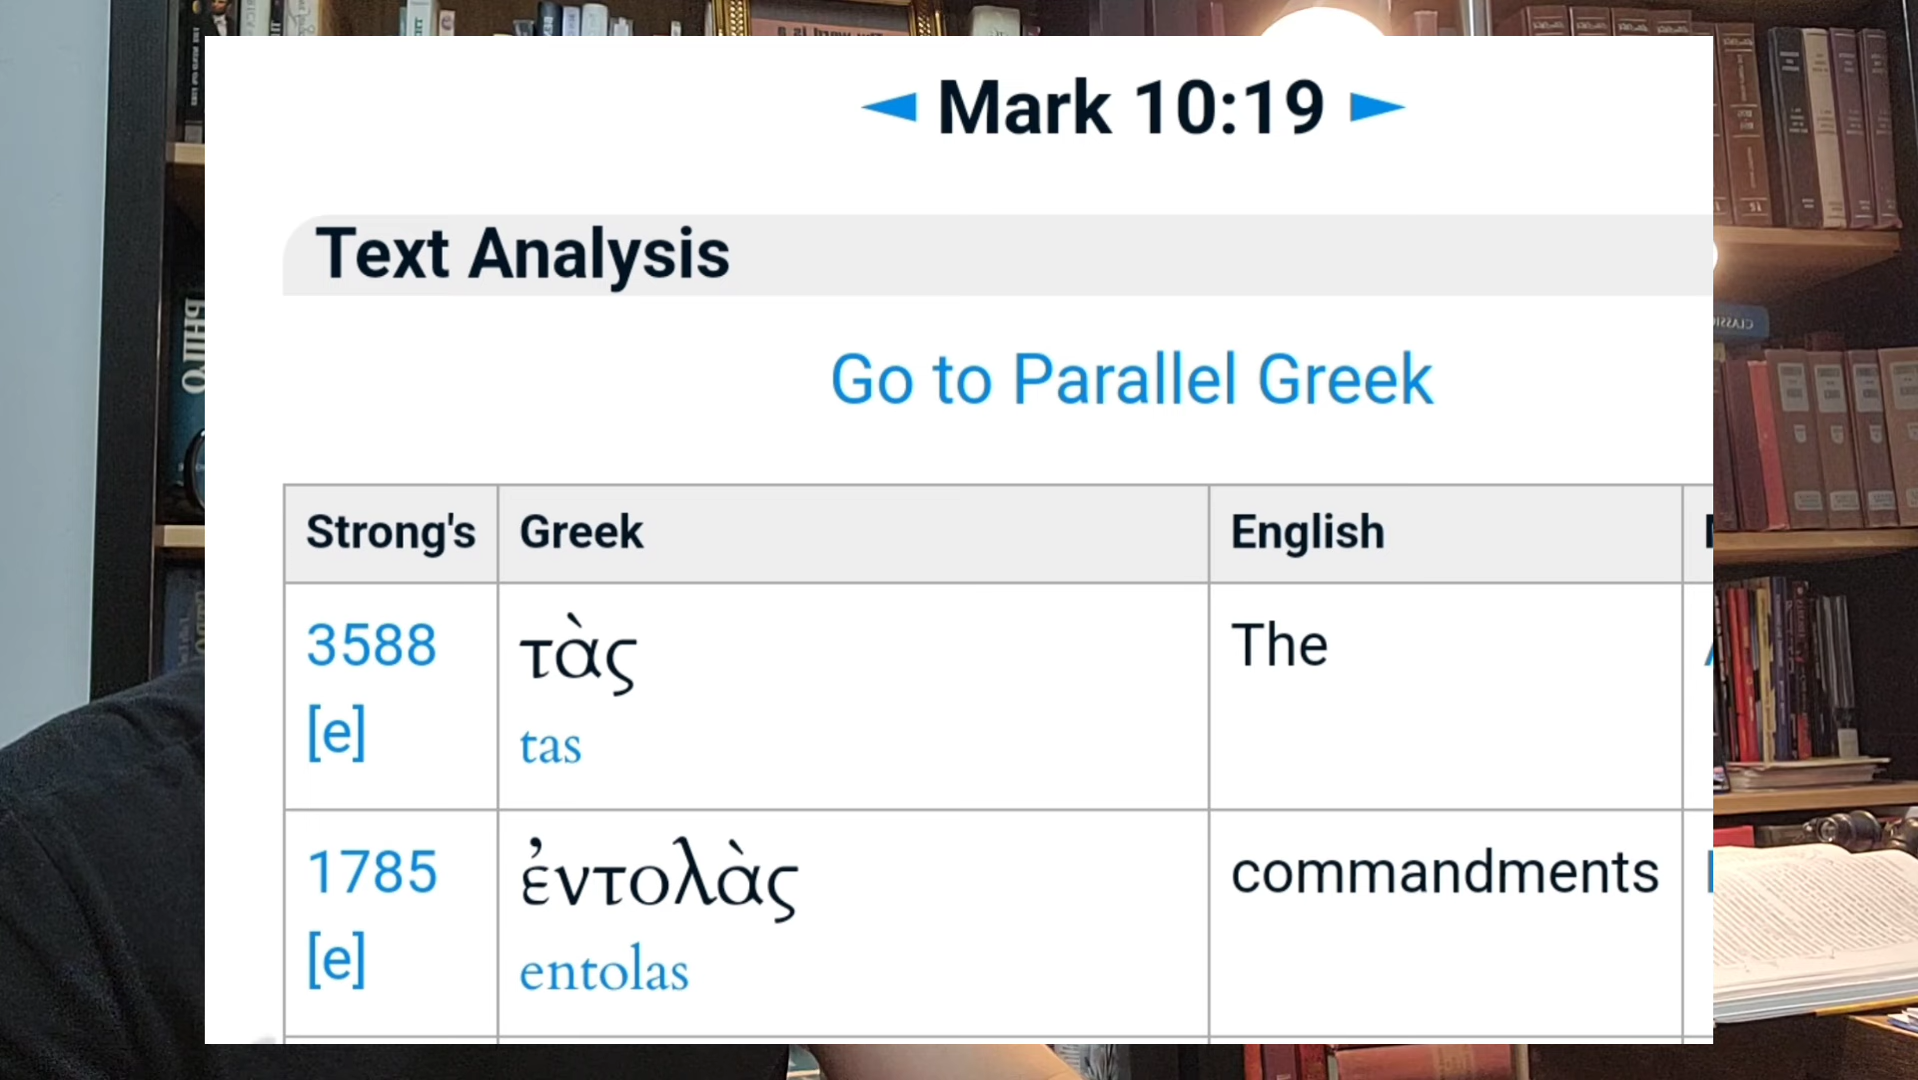 ◄ Mark 10:19 ►
Text Analysis
Go to Parallel Greek
Strong's Greek English
3588 τὰς The
[e] tas
1785 ἐντολὰς commandments
[e] entolas